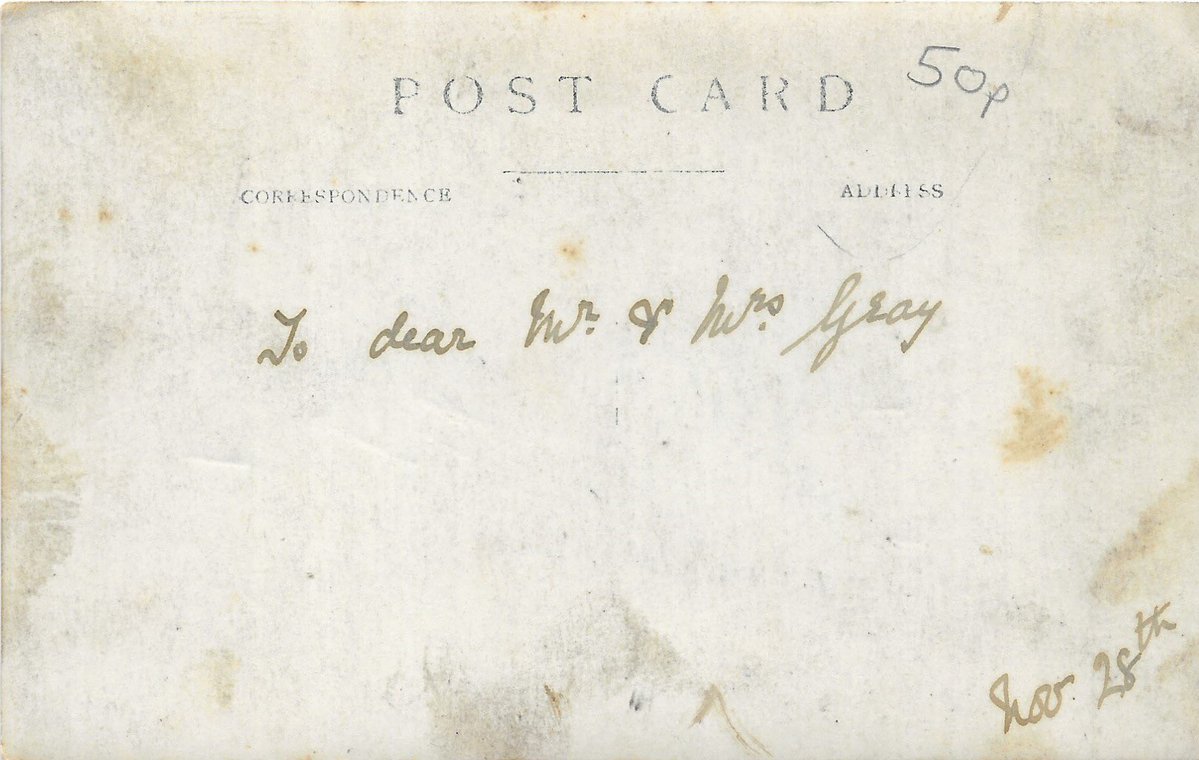 POST CARD 50p
CORRESPONDENCE ADDRESS
To dear Mr. & Mrs. Gray
Nov. 28th